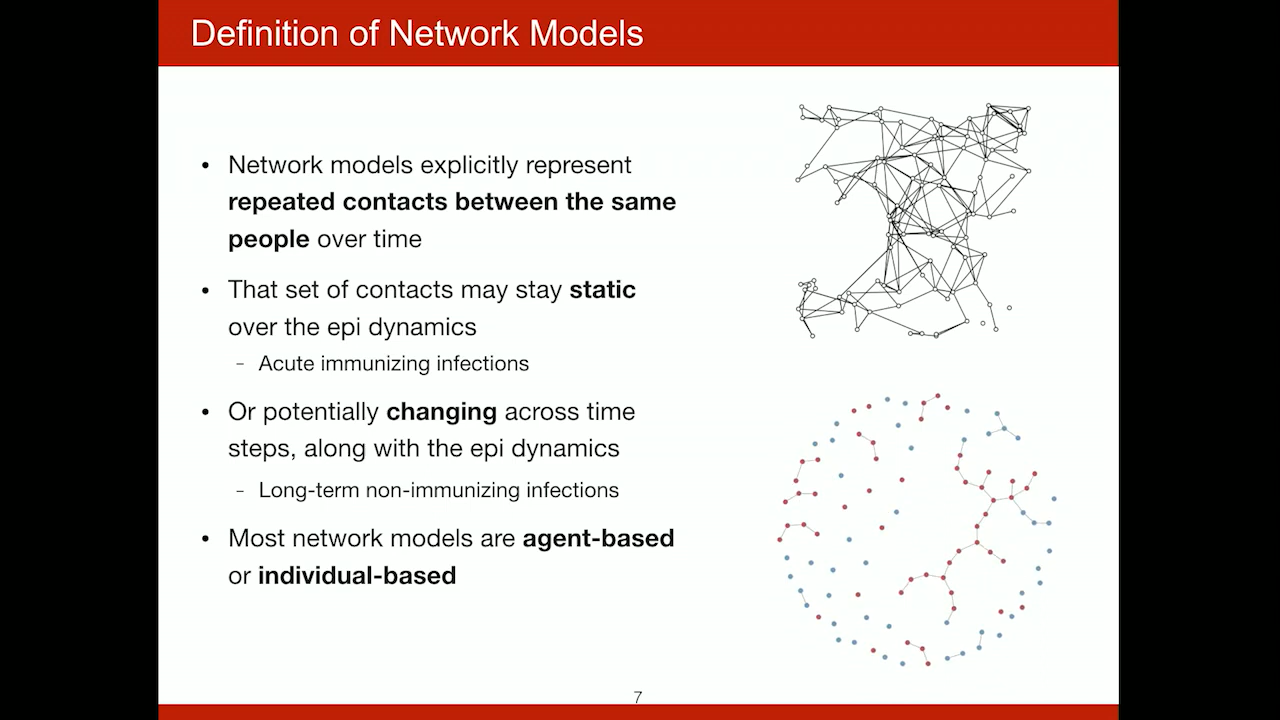 Definition of Network Models
• Network models explicitly represent
repeated contacts between the same
people over time
• That set of contacts may stay static
over the epi dynamics
- Acute immunizing infections
• Or potentially changing across time
steps, along with the epi dynamics
- Long-term non-immunizing infections
• Most network models are agent-based
or individual-based
7